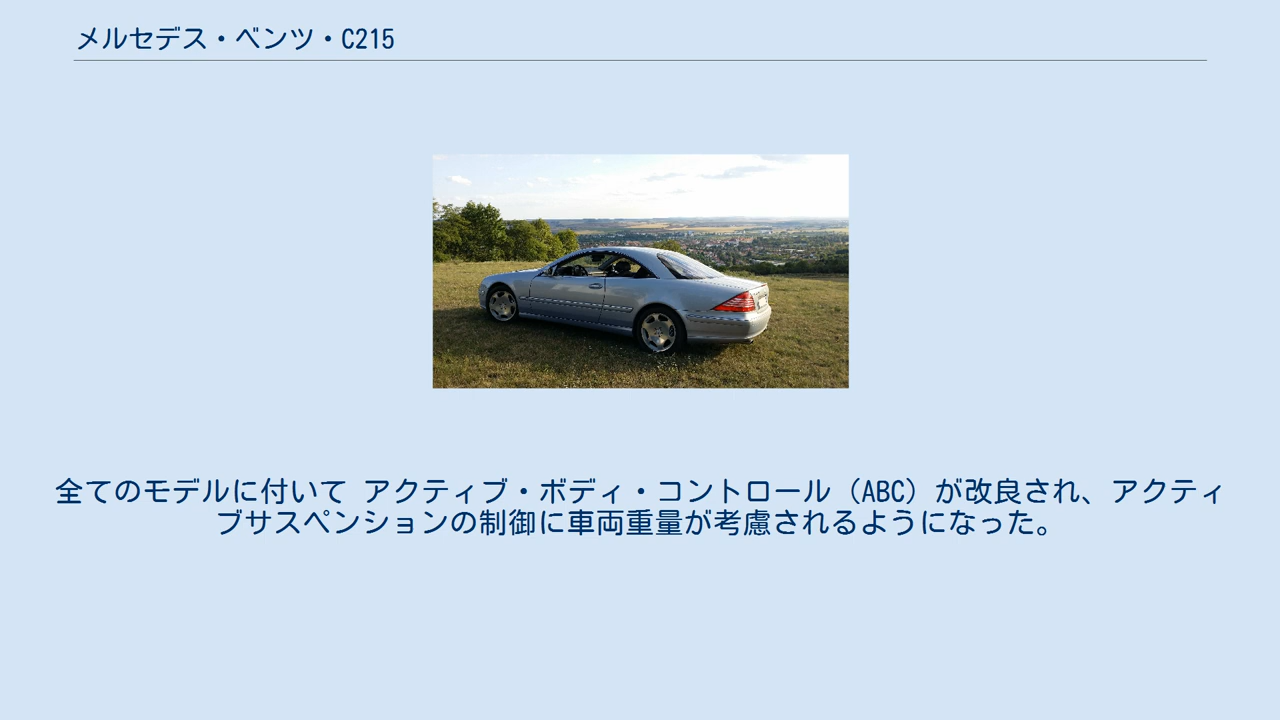 メルセデス・ベンツ・C215
全てのモデルに付いて アクティブ・ボディ・コントロール（ABC）が改良され、アクティ
ブサスペンションの制御に車両重量が考慮されるようになった。